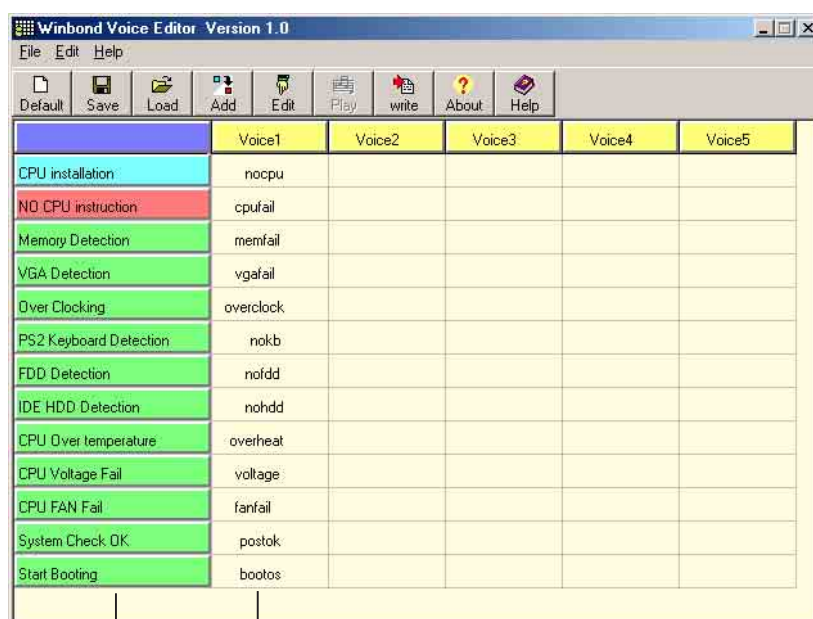 Winbond Voice Editor Version 1.0
File Edit Help
Default Save Load Add Edit Play write About Help
Voice1 Voice2 Voice3 Voice4 Voice5
CPU installation nocpu
NO CPU instruction cpufail
Memory Detection memfail
VGA Detection vgafail
Over Clocking overclock
PS2 Keyboard Detection nokb
FDD Detection nofdd
IDE HDD Detection nohdd
CPU Over temperature overheat
CPU Voltage Fail voltage
CPU FAN Fail fanfail
System Check OK postok
Start Booting bootos